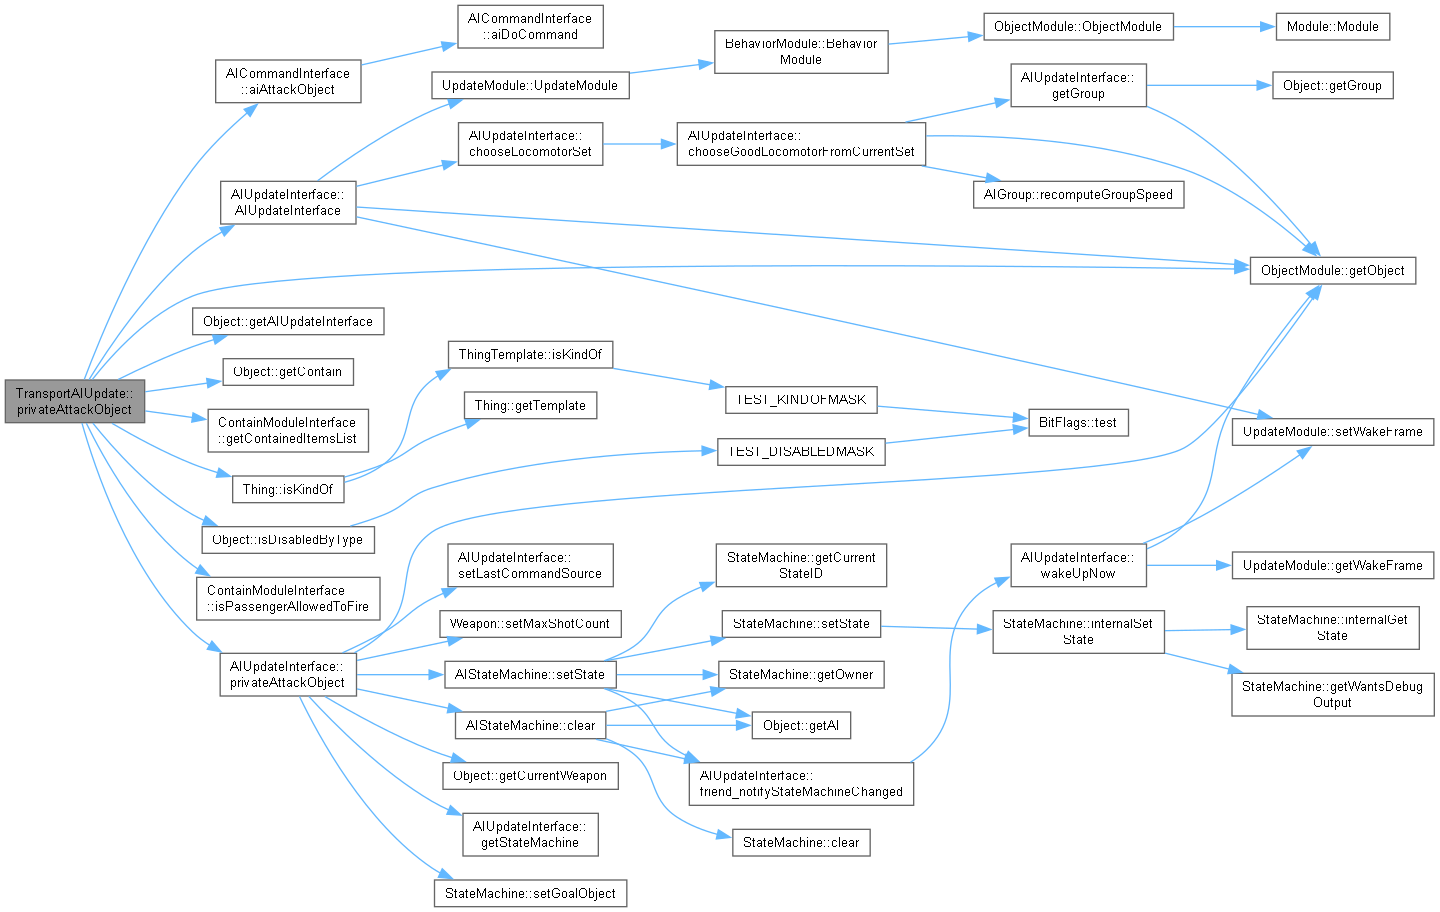 TransportAIUpdate::
privateAttackObject
AICommandInterface
::aiAttackObject
AICommandInterface
::aiDoCommand
AIUpdateInterface::
AIUpdateInterface
UpdateModule::UpdateModule
BehaviorModule::Behavior
Module
ObjectModule::ObjectModule
Module::Module
AIUpdateInterface::
chooseLocomotorSet
AIUpdateInterface::
chooseGoodLocomotorFromCurrentSet
AIUpdateInterface::
getGroup
Object::getGroup
AIGroup::recomputeGroupSpeed
ObjectModule::getObject
UpdateModule::setWakeFrame
Object::getAIUpdateInterface
Object::getContain
ContainModuleInterface
::getContainedItemsList
Thing::isKindOf
ThingTemplate::isKindOf
Thing::getTemplate
TEST_KINDOFMASK
BitFlags::test
Object::isDisabledByType
TEST_DISABLEDMASK
ContainModuleInterface
::isPassengerAllowedToFire
AIUpdateInterface::
privateAttackObject
AIUpdateInterface::
setLastCommandSource
Weapon::setMaxShotCount
AIStateMachine::setState
AIStateMachine::clear
Object::getCurrentWeapon
AIUpdateInterface::
getStateMachine
StateMachine::setGoalObject
StateMachine::getCurrent
StateID
StateMachine::setState
StateMachine::getOwner
Object::getAI
AIUpdateInterface::
friend_notifyStateMachineChanged
StateMachine::clear
AIUpdateInterface::
wakeUpNow
UpdateModule::getWakeFrame
StateMachine::internalSet
State
StateMachine::internalGet
State
StateMachine::getWantsDebug
Output